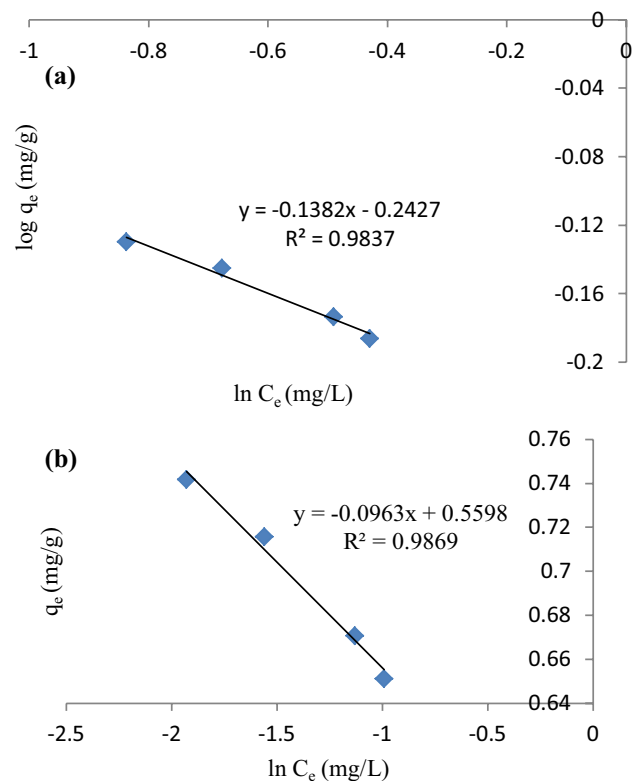 -1 -0.8 -0.6 -0.4 -0.2 0
0
(a)
-0.04
-0.08
-0.12
-0.16
-0.2
log qe (mg/g)
y = -0.1382x - 0.2427
R² = 0.9837
ln Ce (mg/L)
(b)
0.76
0.74
0.72
0.7
0.68
0.66
0.64
qe (mg/g)
y = -0.0963x + 0.5598
R² = 0.9869
-2.5 -2 -1.5 -1 -0.5 0
ln Ce (mg/L)